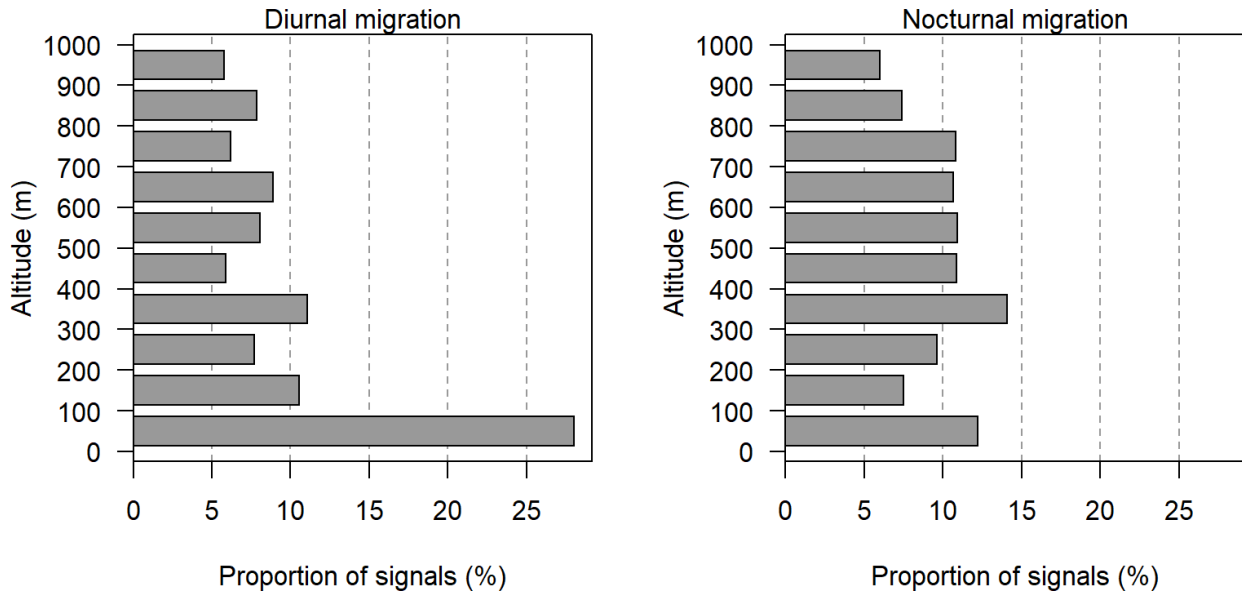 Diurnal migration
1000
900
800
700
600
500
400
300
200
100
0
Altitude (m)
0 5 10 15 20 25
Proportion of signals (%)
Nocturnal migration
1000
900
800
700
600
500
400
300
200
100
0
Altitude (m)
0 5 10 15 20 25
Proportion of signals (%)